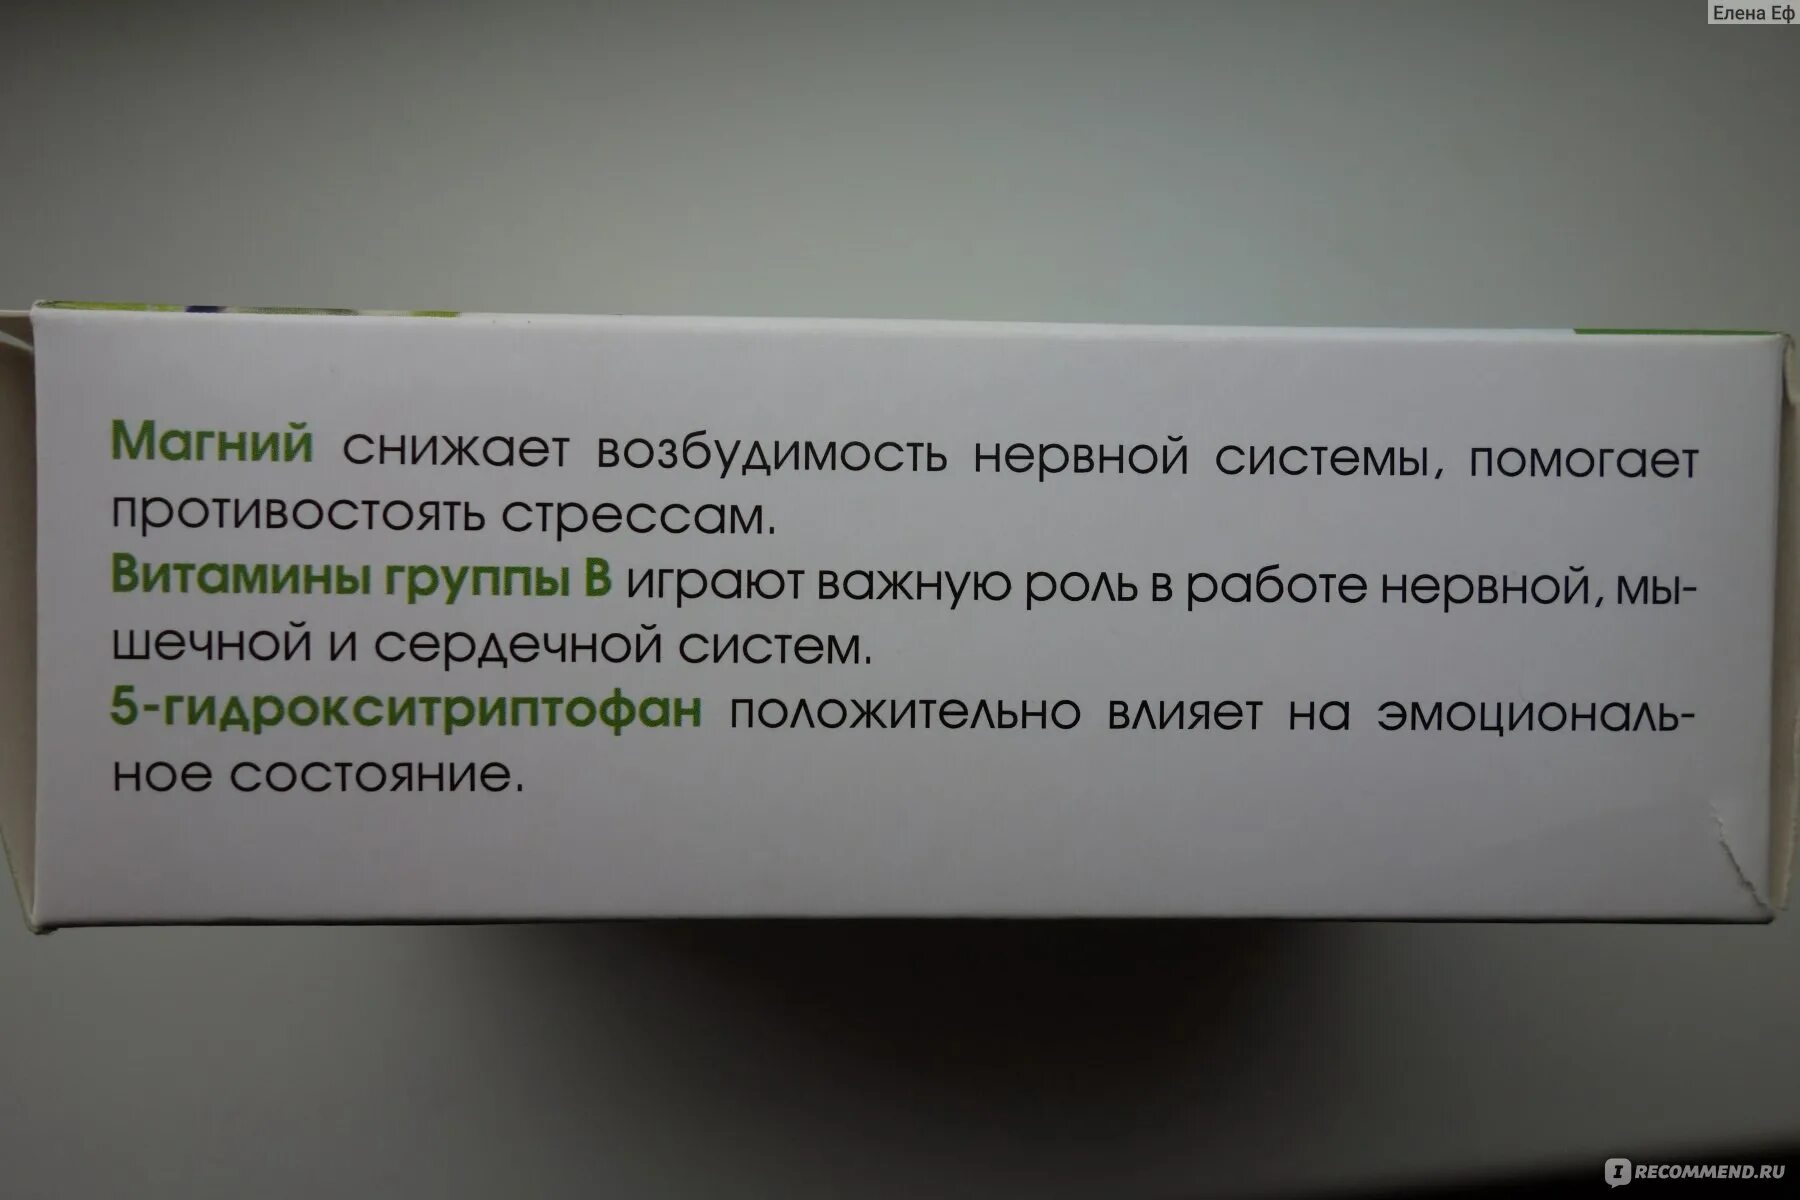 Елена Еф
Магний снижает возбудимость нервной системы, помогает
противостоять стрессам.
Витамины группы В играют важную роль в работе нервной, мы-
шечной и сердечной систем.
5-гидрокситриптофан положительно влияет на эмоциональ-
ное состояние.
I RECOMMEND.RU